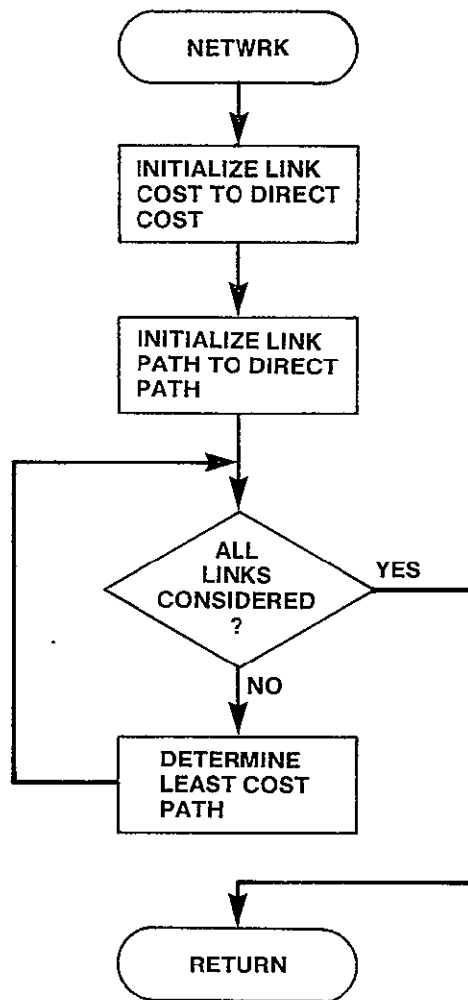 NETWRK
INITIALIZE LINK
COST TO DIRECT
COST
INITIALIZE LINK
PATH TO DIRECT
PATH
ALL
LINKS
CONSIDERED
?
YES
NO
DETERMINE
LEAST COST
PATH
RETURN